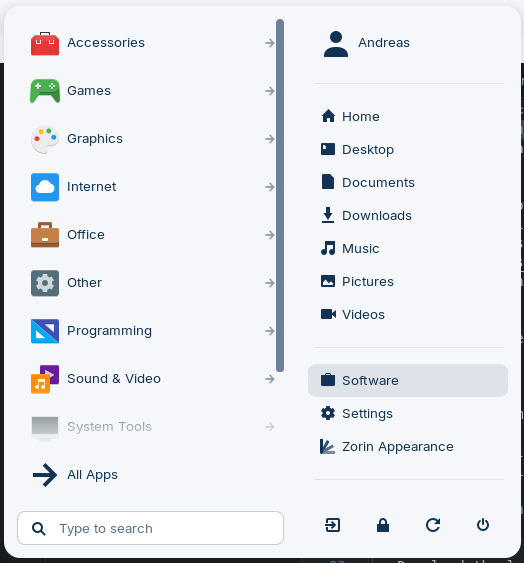 Accessories
Games
Graphics
Internet
Office
Other
Programming
Sound & Video
System Tools
All Apps
Type to search
Andreas
Home
Desktop
Documents
Downloads
Music
Pictures
Videos
Software
Settings
Zorin Appearance